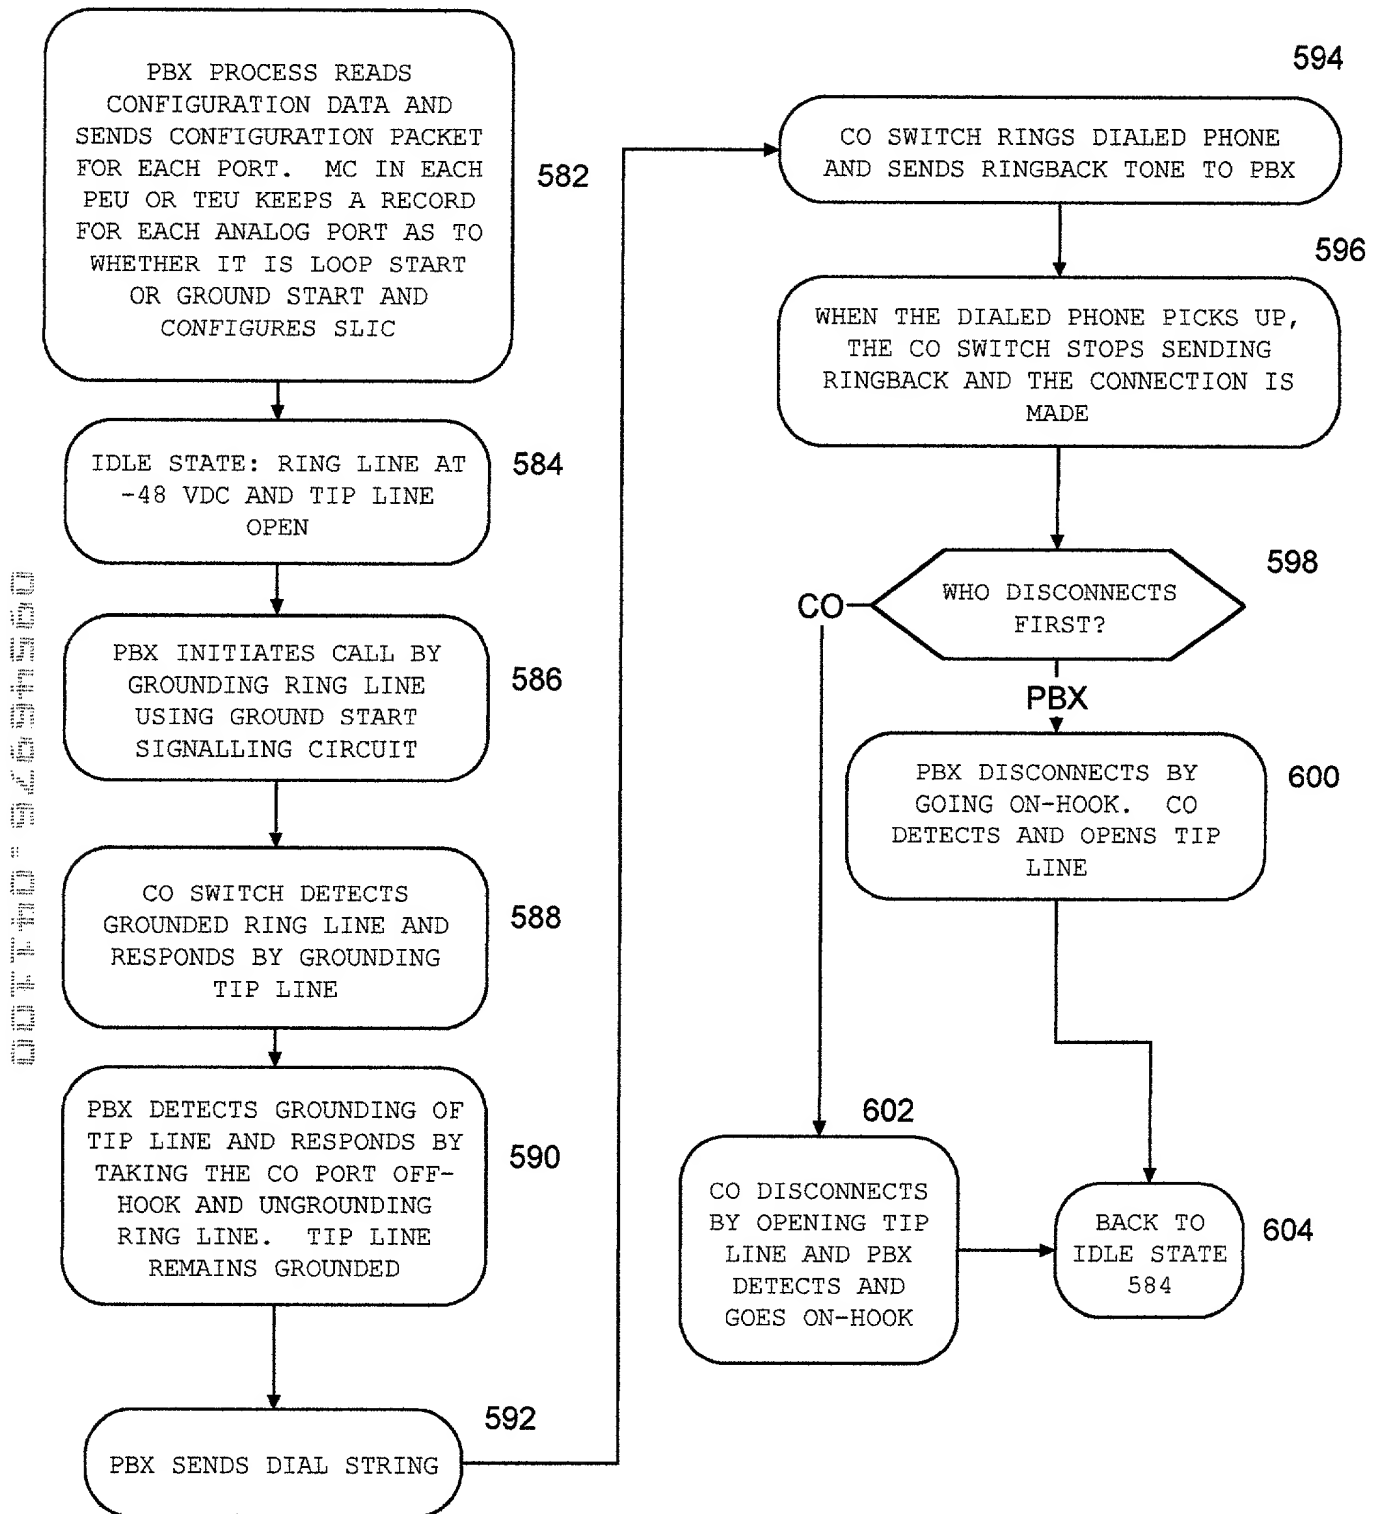 PBX PROCESS READS
CONFIGURATION DATA AND
SENDS CONFIGURATION PACKET
FOR EACH PORT. MC IN EACH
PEU OR TEU KEEPS A RECORD
FOR EACH ANALOG PORT AS TO
WHETHER IT IS LOOP START
OR GROUND START AND
CONFIGURES SLIC
582
IDLE STATE: RING LINE AT
-48 VDC AND TIP LINE
OPEN
584
PBX INITIATES CALL BY
GROUNDING RING LINE
USING GROUND START
SIGNALLING CIRCUIT
586
CO SWITCH DETECTS
GROUNDED RING LINE AND
RESPONDS BY GROUNDING
TIP LINE
588
PBX DETECTS GROUNDING OF
TIP LINE AND RESPONDS BY
TAKING THE CO PORT OFF-
HOOK AND UNGROUNDING
RING LINE. TIP LINE
REMAINS GROUNDED
590
PBX SENDS DIAL STRING
592
594
CO SWITCH RINGS DIALED PHONE
AND SENDS RINGBACK TONE TO PBX
596
WHEN THE DIALED PHONE PICKS UP,
THE CO SWITCH STOPS SENDING
RINGBACK AND THE CONNECTION IS
MADE
598
WHO DISCONNECTS
FIRST?
CO
PBX
PBX DISCONNECTS BY
GOING ON-HOOK. CO
DETECTS AND OPENS TIP
LINE
600
602
CO DISCONNECTS
BY OPENING TIP
LINE AND PBX
DETECTS AND
GOES ON-HOOK
BACK TO
IDLE STATE
584
604